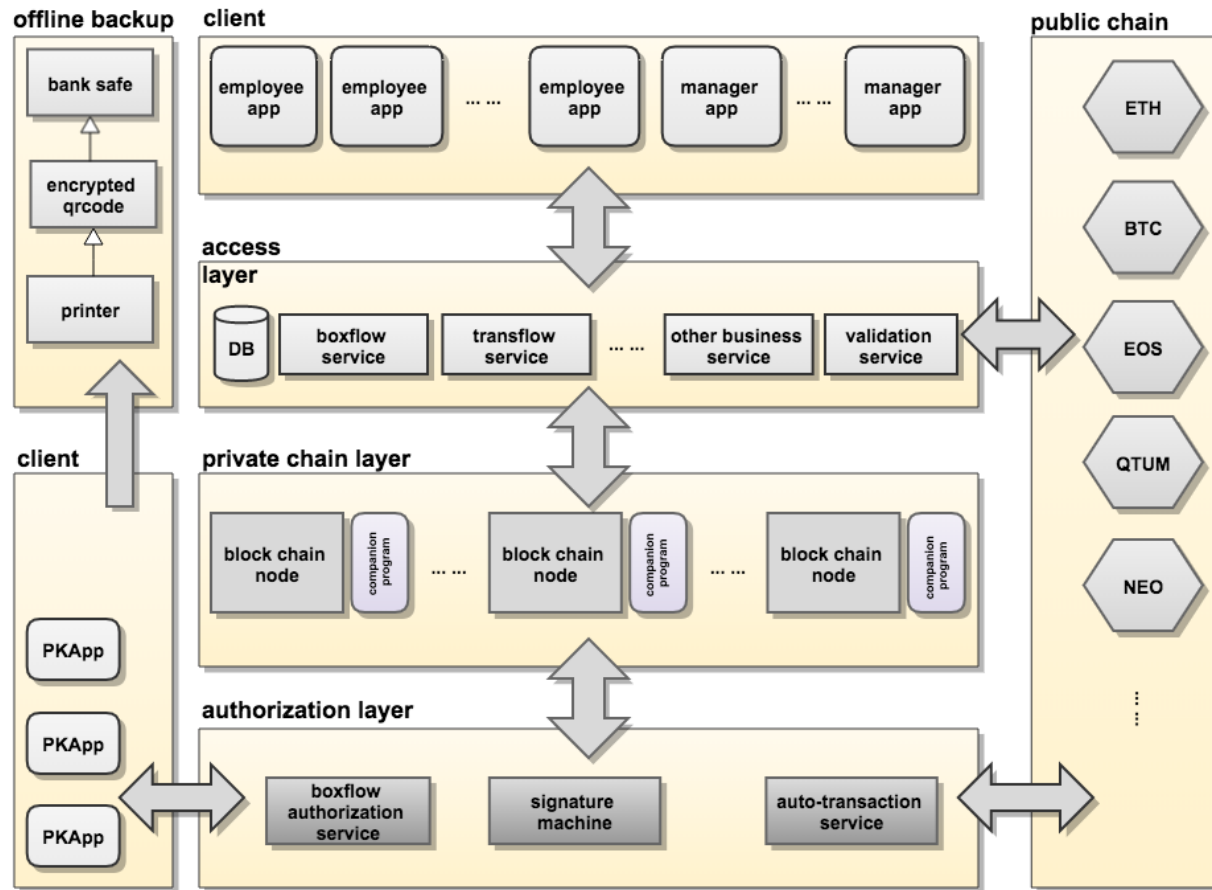 offline backup
bank safe
encrypted
qrcode
printer
client
employee
app
employee
app
... ...
employee
app
manager
app
... ...
manager
app
public chain
ETH
BTC
EOS
QTUM
NEO
... ...
access
layer
DB
boxflow
service
transflow
service
... ...
other business
service
validation
service
client
PKApp
PKApp
PKApp
private chain layer
block chain
node
companion
program
... ...
block chain
node
companion
program
... ...
block chain
node
companion
program
authorization layer
boxflow
authorization
service
signature
machine
auto-transaction
service